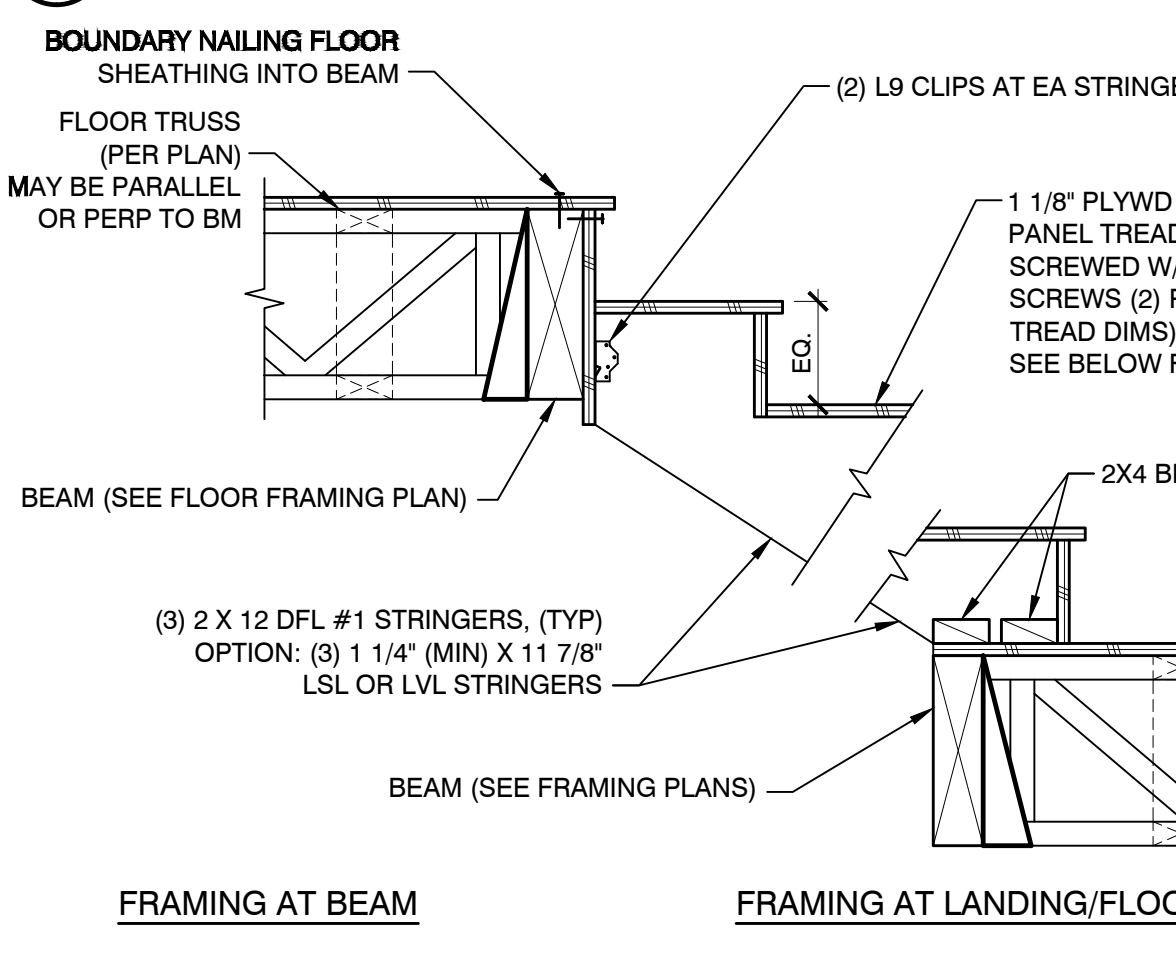 BOUNDARY NAILING FLOOR
SHEATHING INTO BEAM
FLOOR TRUSS
(PER PLAN)
MAY BE PARALLEL
OR PERP TO BM
(2) L9 CLIPS AT EA
1 1/8" PLYWD
PANEL
SCREWED W/
SCREWS (2)
TREAD DIMS)
SEE BELOW
EQ.
2X4
BEAM (SEE FLOOR FRAMING PLAN)
(3) 2 X 12 DFL #1 STRINGERS, (TYP)
OPTION: (3) 1 1/4" (MIN) X 11 7/8"
LSL OR LVL STRINGERS
BEAM (SEE FRAMING PLANS)
FRAMING AT BEAM
FRAMING AT